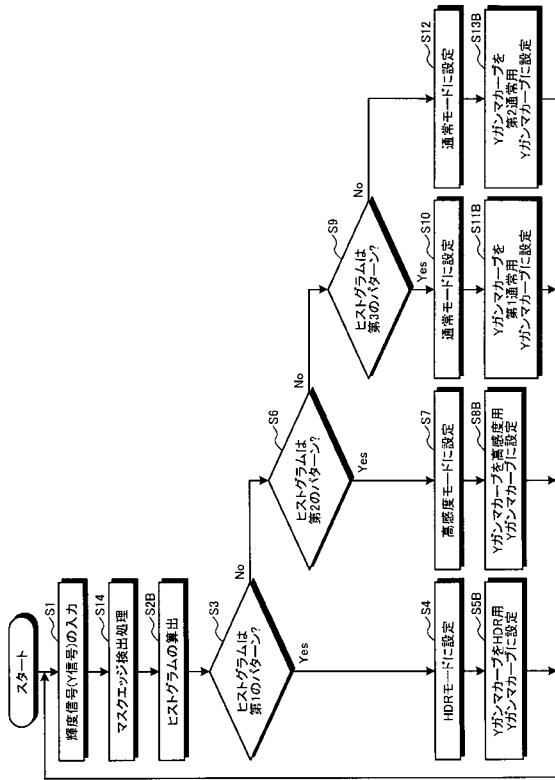 スタート
S1
輝度信号(Y信号)の入力
S14
マスクエッジ検出処理
S2B
ヒストグラムの算出
S3
ヒストグラムは
第1のパターン?
No
Yes
S4
HDRモードに設定
S5B
YガンマカーブをHDR用
Yガンマカーブに設定
S6
ヒストグラムは
第2のパターン?
No
Yes
S7
高感度モードに設定
S8B
Yガンマカーブを高感度用
Yガンマカーブに設定
S9
ヒストグラムは
第3のパターン?
No
Yes
S10
通常モードに設定
S11B
Yガンマカーブを
第1通常用
Yガンマカーブに設定
S12
通常モードに設定
S13B
Yガンマカーブを
第2通常用
Yガンマカーブに設定